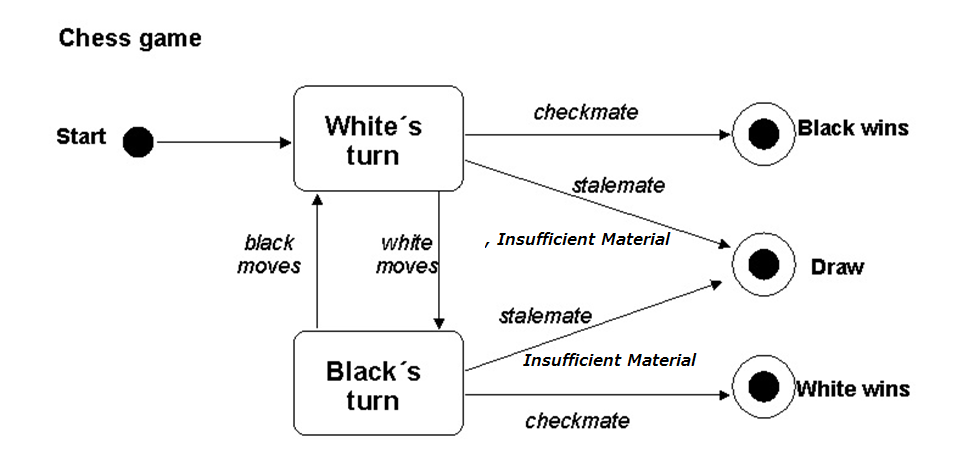 Chess game
Start
White´s
turn
checkmate
Black wins
stalemate
, Insufficient Material
black
moves
white
moves
Draw
stalemate
Insufficient Material
Black´s
turn
White wins
checkmate